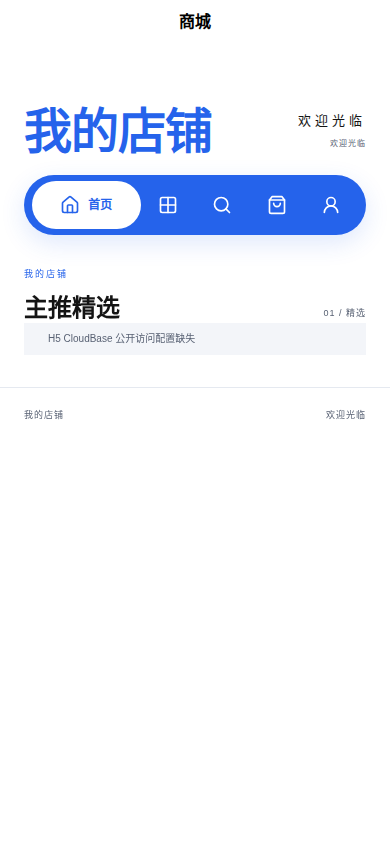 商城
我的店铺
欢迎光临
欢迎光临
首页
我的店铺
主推精选
01 / 精选
H5 CloudBase 公开访问配置缺失
我的店铺
欢迎光临